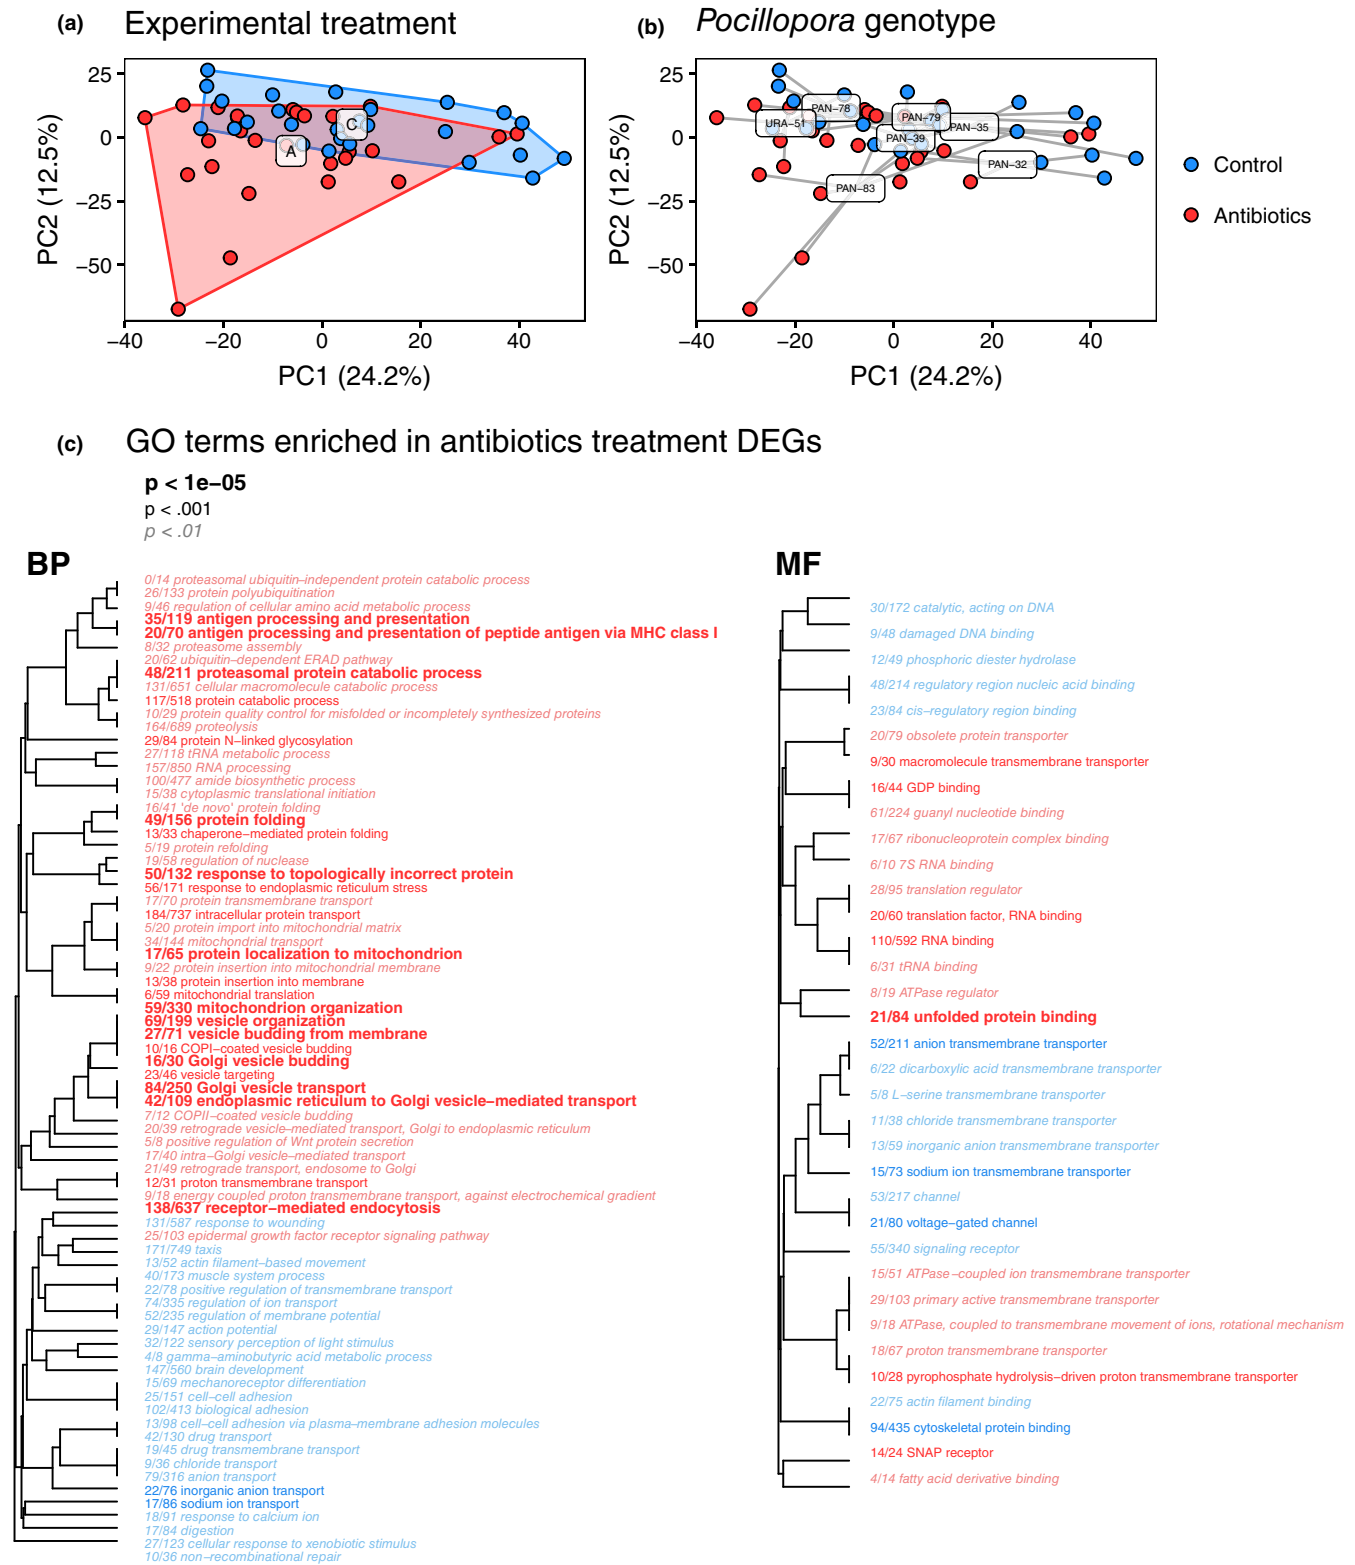 (a) Experimental treatment
25
0
−25
−50
PC2 (12.5%)
C
A
−40 −20 0 20 40
PC1 (24.2%)
(b) Pocillopora genotype
25
0
−25
−50
PC2 (12.5%)
PAN−78
URA−51
PAN−79
PAN−35
PAN−39
PAN−32
PAN−83
−40 −20 0 20 40
PC1 (24.2%)
Control
Antibiotics
(c) GO terms enriched in antibiotics treatment DEGs
p < 1e−05
p < .001
p < .01
BP
0/14 proteasomal ubiquitin−independent protein catabolic process
26/133 protein polyubiquitination
9/46 regulation of cellular amino acid metabolic process
35/119 antigen processing and presentation
20/70 antigen processing and presentation of peptide antigen via MHC class I
8/32 proteasome assembly
20/62 ubiquitin−dependent ERAD pathway
48/211 proteasomal protein catabolic process
131/651 cellular macromolecule catabolic process
117/518 protein catabolic process
10/29 protein quality control for misfolded or incompletely synthesized proteins
164/689 proteolysis
29/84 protein N−linked glycosylation
27/118 tRNA metabolic process
157/850 RNA processing
100/477 amide biosynthetic process
15/38 cytoplasmic translational initiation
16/41 'de novo' protein folding
49/156 protein folding
13/33 chaperone−mediated protein folding
5/19 protein refolding
19/58 regulation of nuclease
50/132 response to topologically incorrect protein
56/171 response to endoplasmic reticulum stress
17/70 protein transmembrane transport
184/737 intracellular protein transport
5/20 protein import into mitochondrial matrix
34/144 mitochondrial transport
17/65 protein localization to mitochondrion
9/22 protein insertion into mitochondrial membrane
13/38 protein insertion into membrane
6/59 mitochondrial translation
59/330 mitochondrion organization
69/199 vesicle organization
27/71 vesicle budding from membrane
10/16 COPI−coated vesicle budding
16/30 Golgi vesicle budding
23/46 vesicle targeting
84/250 Golgi vesicle transport
42/109 endoplasmic reticulum to Golgi vesicle−mediated transport
7/12 COPII−coated vesicle budding
20/39 retrograde vesicle−mediated transport, Golgi to endoplasmic reticulum
5/8 positive regulation of Wnt protein secretion
17/40 intra−Golgi vesicle−mediated transport
21/49 retrograde transport, endosome to Golgi
12/31 proton transmembrane transport
9/18 energy coupled proton transmembrane transport, against electrochemical gradient
138/637 receptor−mediated endocytosis
131/587 response to wounding
25/103 epidermal growth factor receptor signaling pathway
171/749 taxis
13/52 actin filament−based movement
40/173 muscle system process
22/78 positive regulation of transmembrane transport
74/335 regulation of ion transport
52/235 regulation of membrane potential
29/147 action potential
32/122 sensory perception of light stimulus
4/8 gamma−aminobutyric acid metabolic process
147/560 brain development
15/69 mechanoreceptor differentiation
25/151 cell−cell adhesion
102/413 biological adhesion
13/98 cell−cell adhesion via plasma−membrane adhesion molecules
42/130 drug transport
19/45 drug transmembrane transport
9/36 chloride transport
79/316 anion transport
22/76 inorganic anion transport
17/86 sodium ion transport
18/91 response to calcium ion
17/84 digestion
27/123 cellular response to xenobiotic stimulus
10/36 non−recombinational repair
MF
30/172 catalytic, acting on DNA
9/48 damaged DNA binding
12/49 phosphoric diester hydrolase
48/214 regulatory region nucleic acid binding
23/84 cis−regulatory region binding
20/79 obsolete protein transporter
9/30 macromolecule transmembrane transporter
16/44 GDP binding
61/224 guanyl nucleotide binding
17/67 ribonucleoprotein complex binding
6/10 7S RNA binding
28/95 translation regulator
20/60 translation factor, RNA binding
110/592 RNA binding
6/31 tRNA binding
8/19 ATPase regulator
21/84 unfolded protein binding
52/211 anion transmembrane transporter
6/22 dicarboxylic acid transmembrane transporter
5/8 L−serine transmembrane transporter
11/38 chloride transmembrane transporter
13/59 inorganic anion transmembrane transporter
15/73 sodium ion transmembrane transporter
53/217 channel
21/80 voltage−gated channel
55/340 signaling receptor
15/51 ATPase−coupled ion transmembrane transporter
29/103 primary active transmembrane transporter
9/18 ATPase, coupled to transmembrane movement of ions, rotational mechanism
18/67 proton transmembrane transporter
10/28 pyrophosphate hydrolysis−driven proton transmembrane transporter
22/75 actin filament binding
94/435 cytoskeletal protein binding
14/24 SNAP receptor
4/14 fatty acid derivative binding